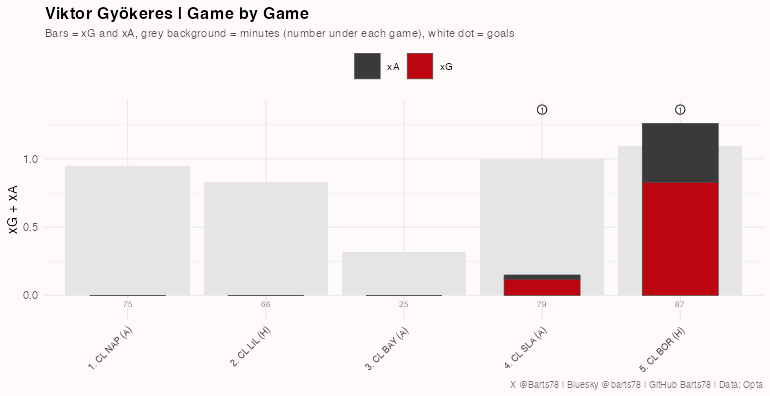 Viktor Gyökeres | Game by Game
Bars = xG and xA, grey background = minutes (number under each game), white dot = goals
xA xG
1 1
xG + xA
1.0
0.5
0.0
75 66 25 79 87
1. CL NAP (A) 2. CL LIL (H) 3. CL BAY (A) 4. CL SLA (A) 5. CL BOR (H)
X @Barts78 | Bluesky @barts78 | GitHub Barts78 | Data: Opta